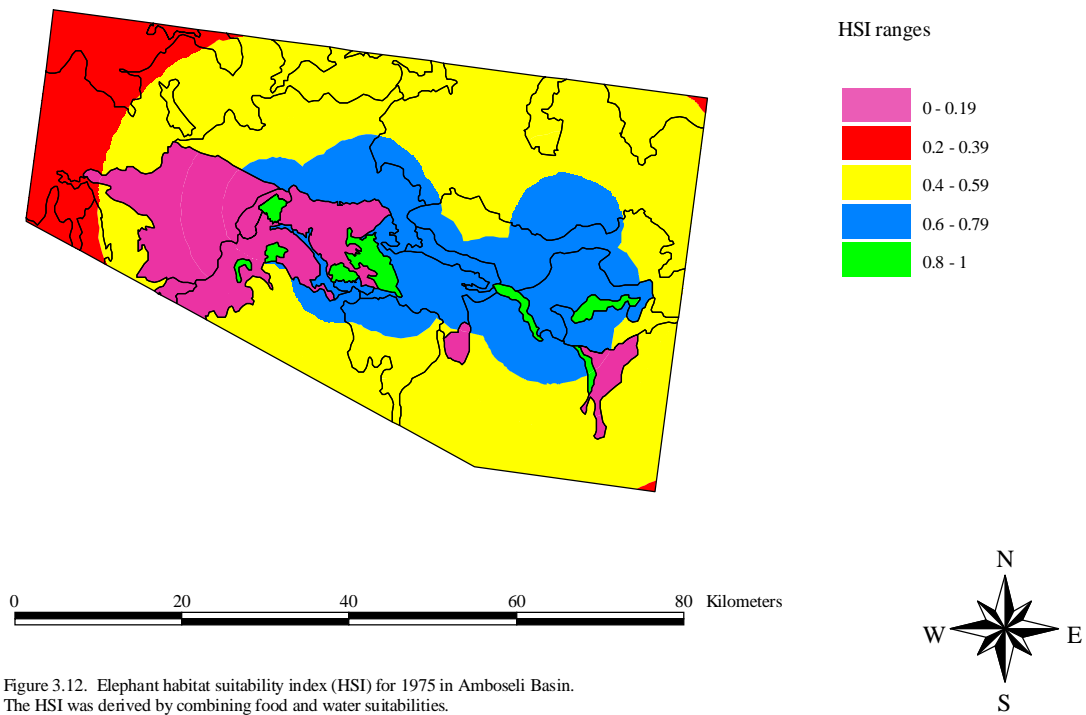 HSI ranges
0 - 0.19
0.2 - 0.39
0.4 - 0.59
0.6 - 0.79
0.8 - 1
0 20 40 60 80 Kilometers
N
W E
S
Figure 3.12. Elephant habitat suitability index (HSI) for 1975 in Amboseli Basin.
The HSI was derived by combining food and water suitabilities.